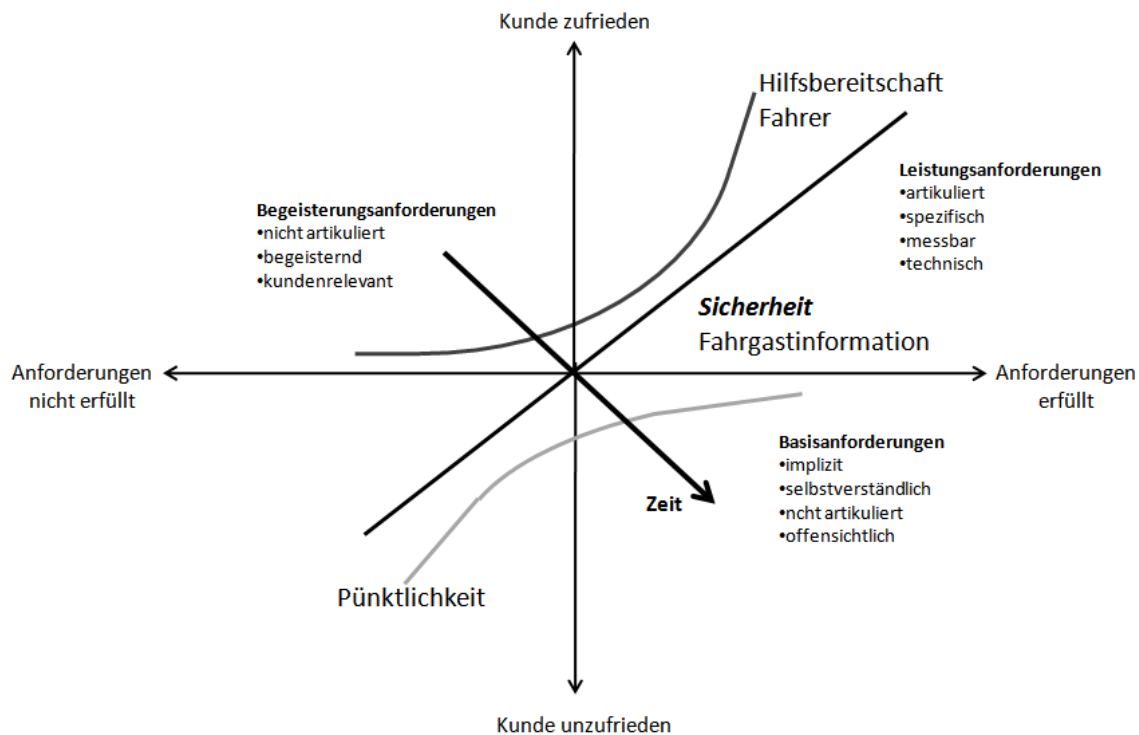 Kunde zufrieden
Hilfsbereitschaft
Fahrer
Leistungsanforderungen
•artikuliert
•spezifisch
•messbar
•technisch
Begeisterungsanforderungen
•nicht artikuliert
•begeisternd
•kundenrelevant
Sicherheit
Fahrgastinformation
Anforderungen
nicht erfüllt
Anforderungen
erfüllt
Basisanforderungen
•implizit
•selbstverständlich
•ncht artikuliert
•offensichtlich
Zeit
Pünktlichkeit
Kunde unzufrieden